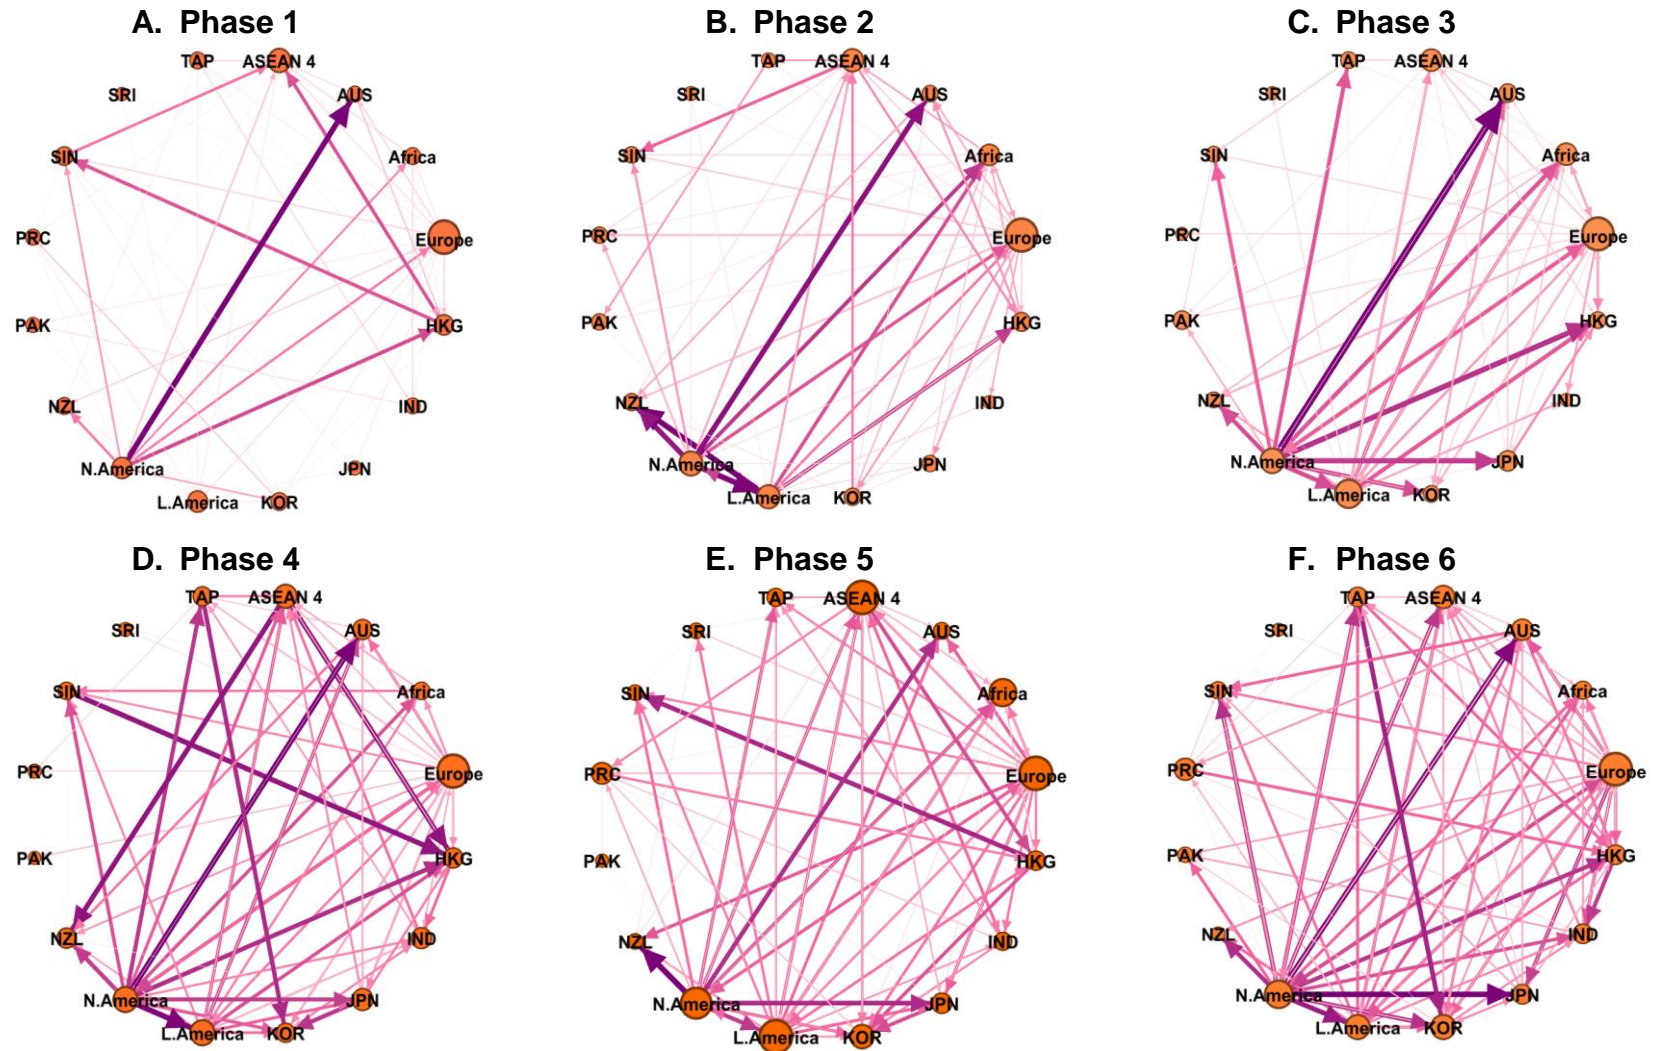 A. Phase 1
TAP ASEAN 4
SRI AUS
SIN Africa
PRC Europe
PAK HKG
NZL IND
N.America JPN
L.America KOR
B. Phase 2
TAP ASEAN 4
SRI AUS
SIN Africa
PRC Europe
PAK HKG
NZL IND
N.America JPN
L.America KOR
C. Phase 3
TAP ASEAN 4
SRI AUS
SIN Africa
PRC Europe
PAK HKG
NZL IND
N.America JPN
L.America KOR
D. Phase 4
TAP ASEAN 4
SRI AUS
SIN Africa
PRC Europe
PAK HKG
NZL IND
N.America JPN
L.America KOR
E. Phase 5
TAP ASEAN 4
SRI AUS
SIN Africa
PRC Europe
PAK HKG
NZL IND
N.America JPN
L.America KOR
F. Phase 6
TAP ASEAN 4
SRI AUS
SIN Africa
PRC Europe
PAK HKG
NZL IND
N.America JPN
L.America KOR